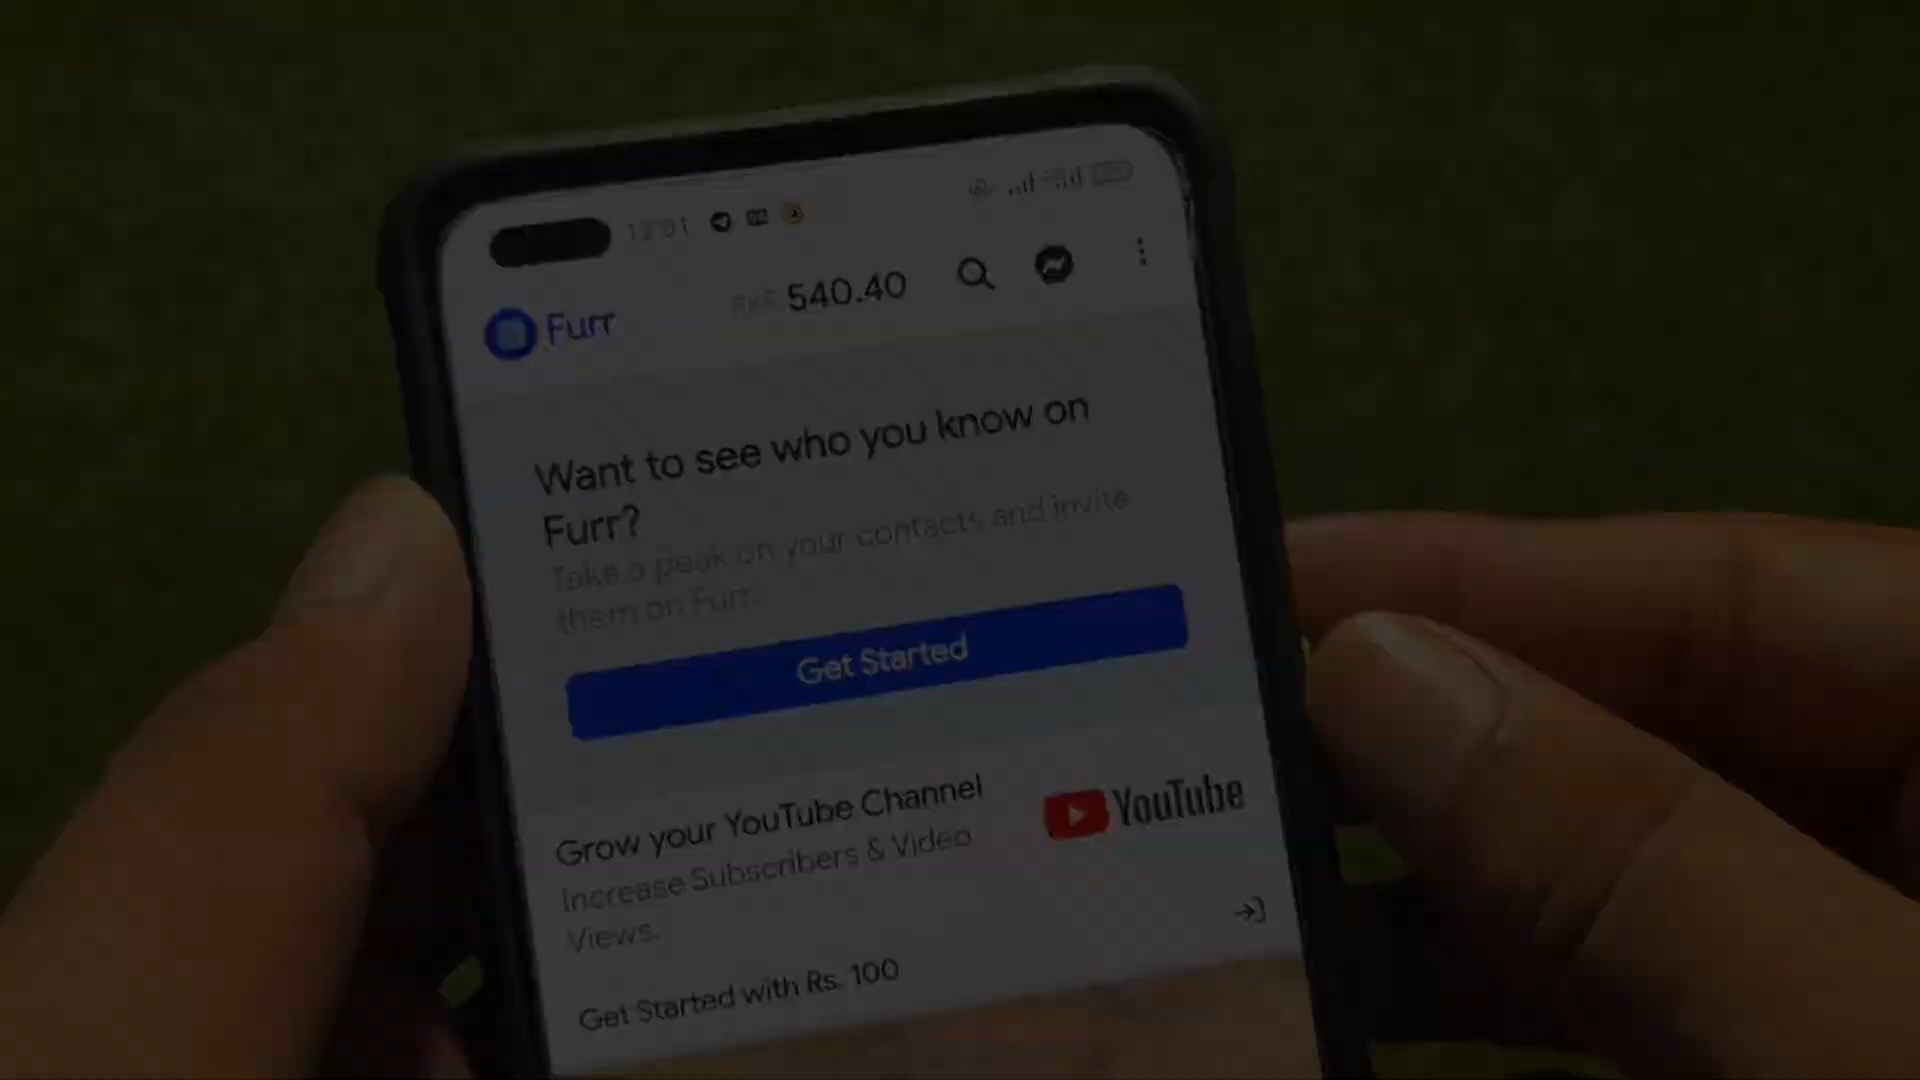 12:01
Furr
PKR 540.40
Want to see who you know on
Furr?
Take a peak on your contacts and invite
them on Furr.
Get Started
Grow your YouTube Channel
YouTube
Increase Subscribers & Video
Views.
Get Started with Rs. 100